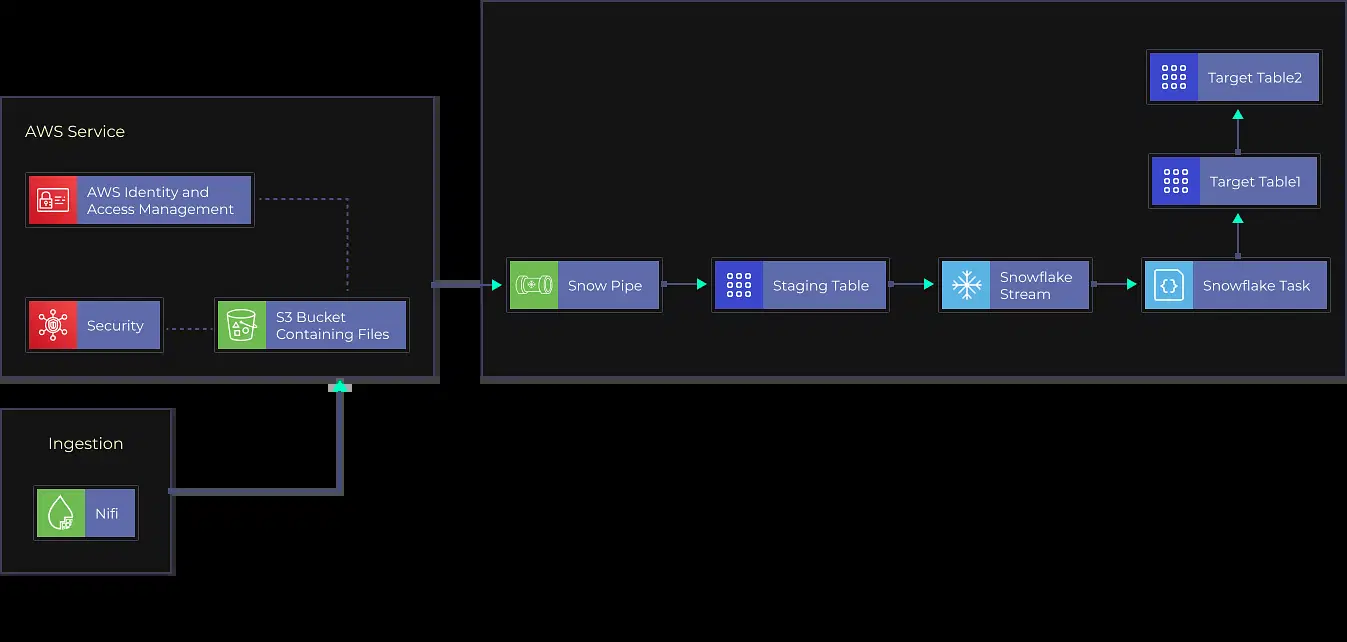 AWS Service
AWS Identity and
Access Management
Security
S3 Bucket
Containing Files
Ingestion
Nifi
Snow Pipe
Staging Table
Snowflake
Stream
Snowflake Task
Target Table1
Target Table2